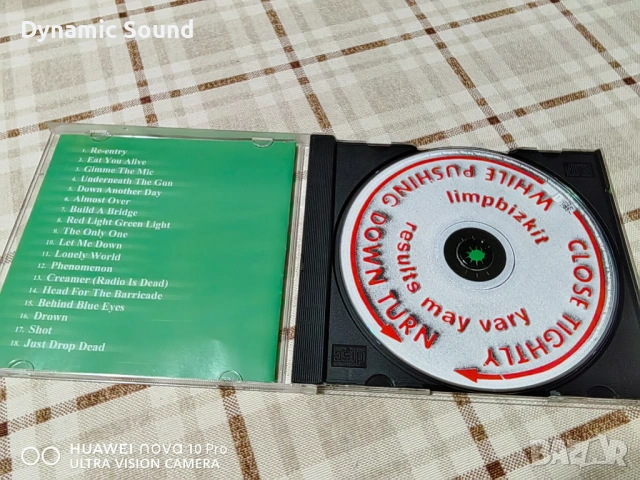 Dynamic Sound
1. Re-entry
2. Eat You Alive
3. Gimme The Mic
4. Underneath The Gun
5. Down Another Day
6. Almost Over
7. Build A Bridge
8. Red Light Green Light
9. The Only One
10. Let Me Down
11. Lonely World
12. Phenomenon
13. Creamer (Radio Is Dead)
14. Head For The Barricade
15. Behind Blue Eyes
16. Drown
17. Shot
18. Just Drop Dead
CLOSE TIGHTLY
WHILE PUSHING DOWN TURN
limpbizkit
results may vary
HUAWEI nova 10 Pro
ULTRA VISION CAMERA
BAZAR